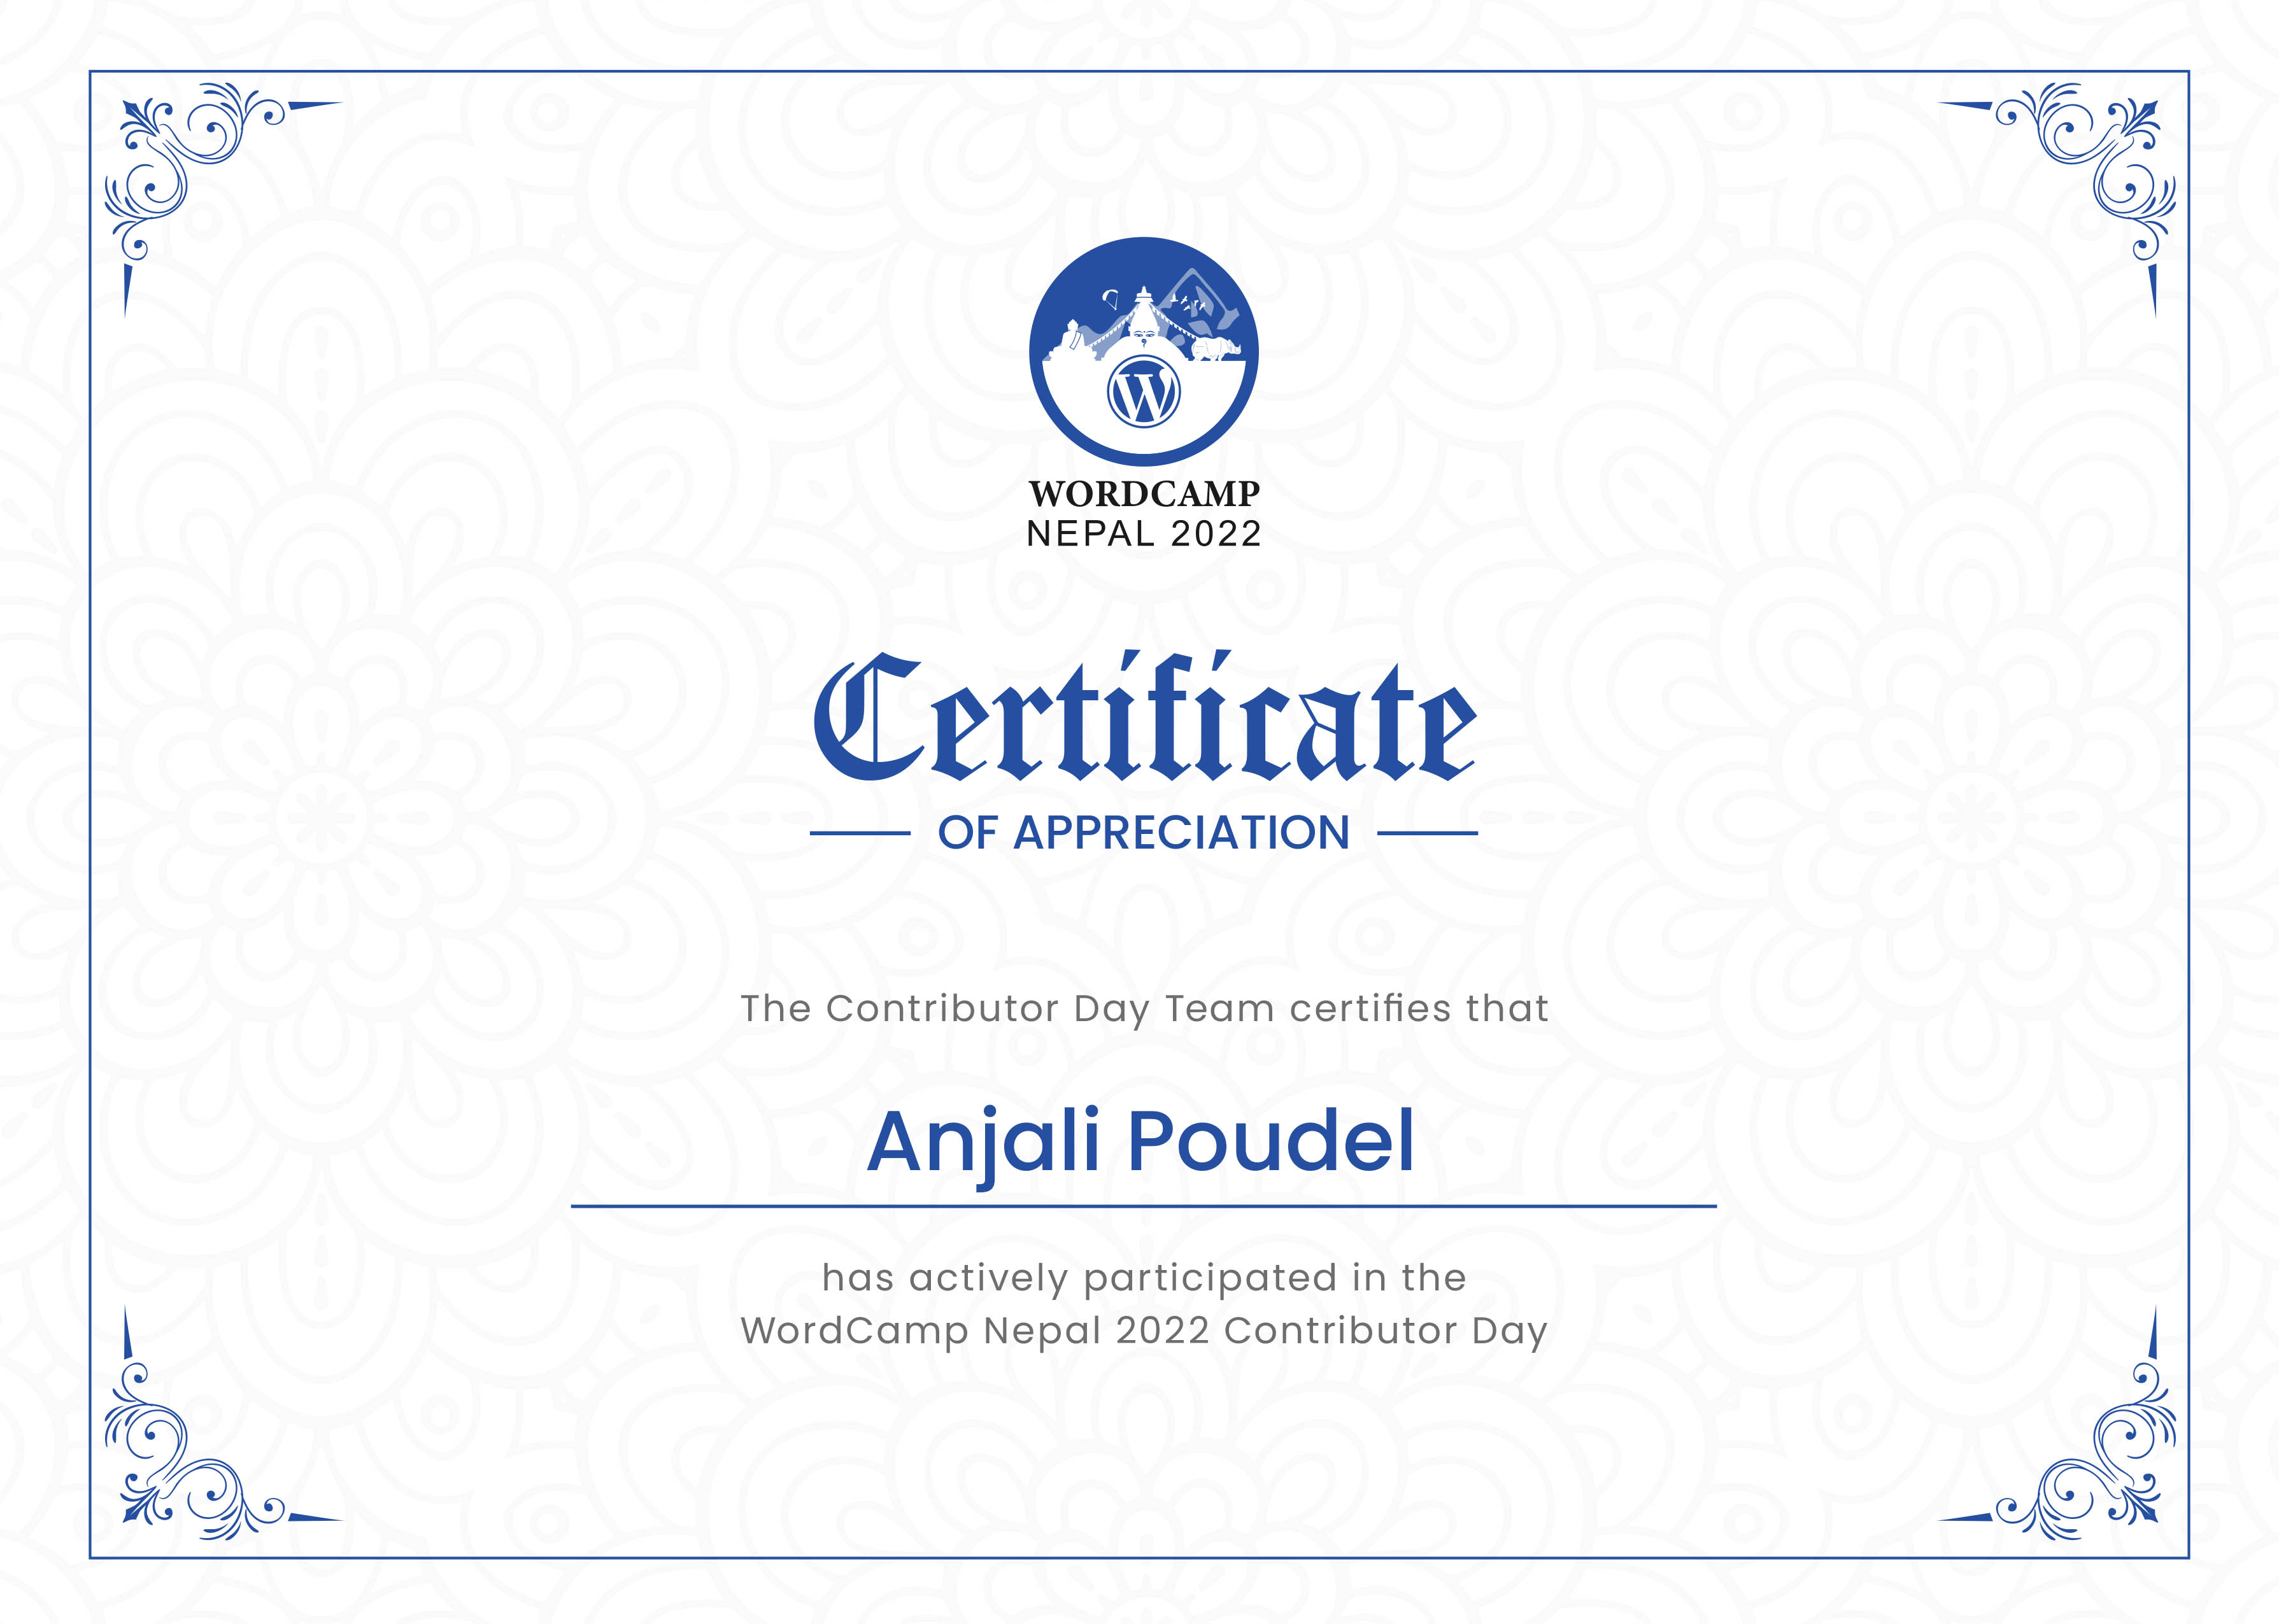 WORDCAMP
NEPAL 2022
Certificate
OF APPRECIATION
The Contributor Day Team certifies that
Anjali Poudel
has actively participated in the
WordCamp Nepal 2022 Contributor Day